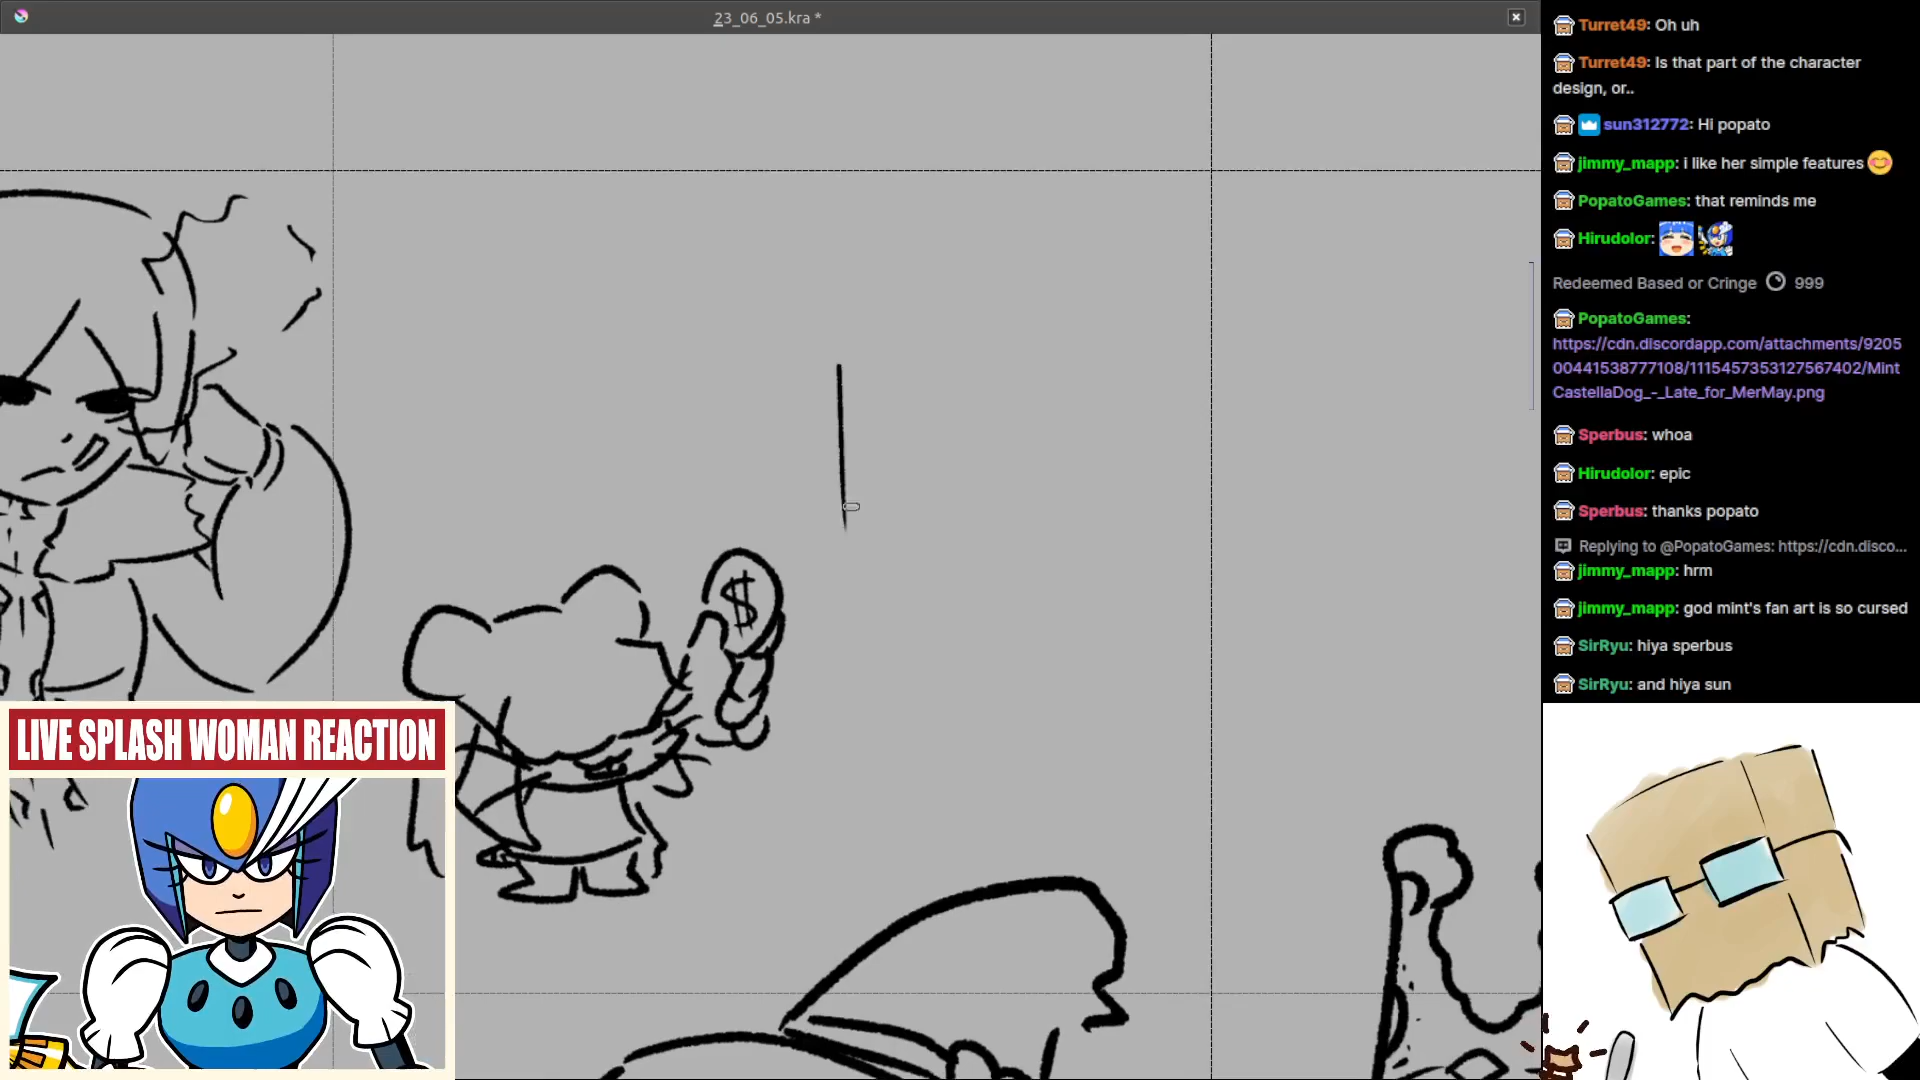 23_06_05.kra *
Turret49: Oh uh
Turret49: Is that part of the character
design, or..
sun312772: Hi popato
jimmy_mapp: i like her simple features 😊
PopatoGames: that reminds me
Hirudolor:
Redeemed Based or Cringe 999
PopatoGames:
https://cdn.discordapp.com/attachments/9205
00441538777108/1115457353127567402/Mint
CastellaDog_-_Late_for_MerMay.png
Sperbus: whoa
Hirudolor: epic
Sperbus: thanks popato
Replying to @PopatoGames: https://cdn.disco...
jimmy_mapp: hrm
jimmy_mapp: god mint's fan art is so cursed
SirRyu: hiya sperbus
SirRyu: and hiya sun
$
LIVE SPLASH WOMAN REACTION